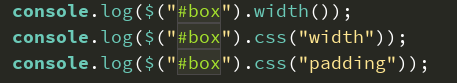 console.log($("#box").width());
console.log($("#box").css("width"));
console.log($("#box").css("padding"));